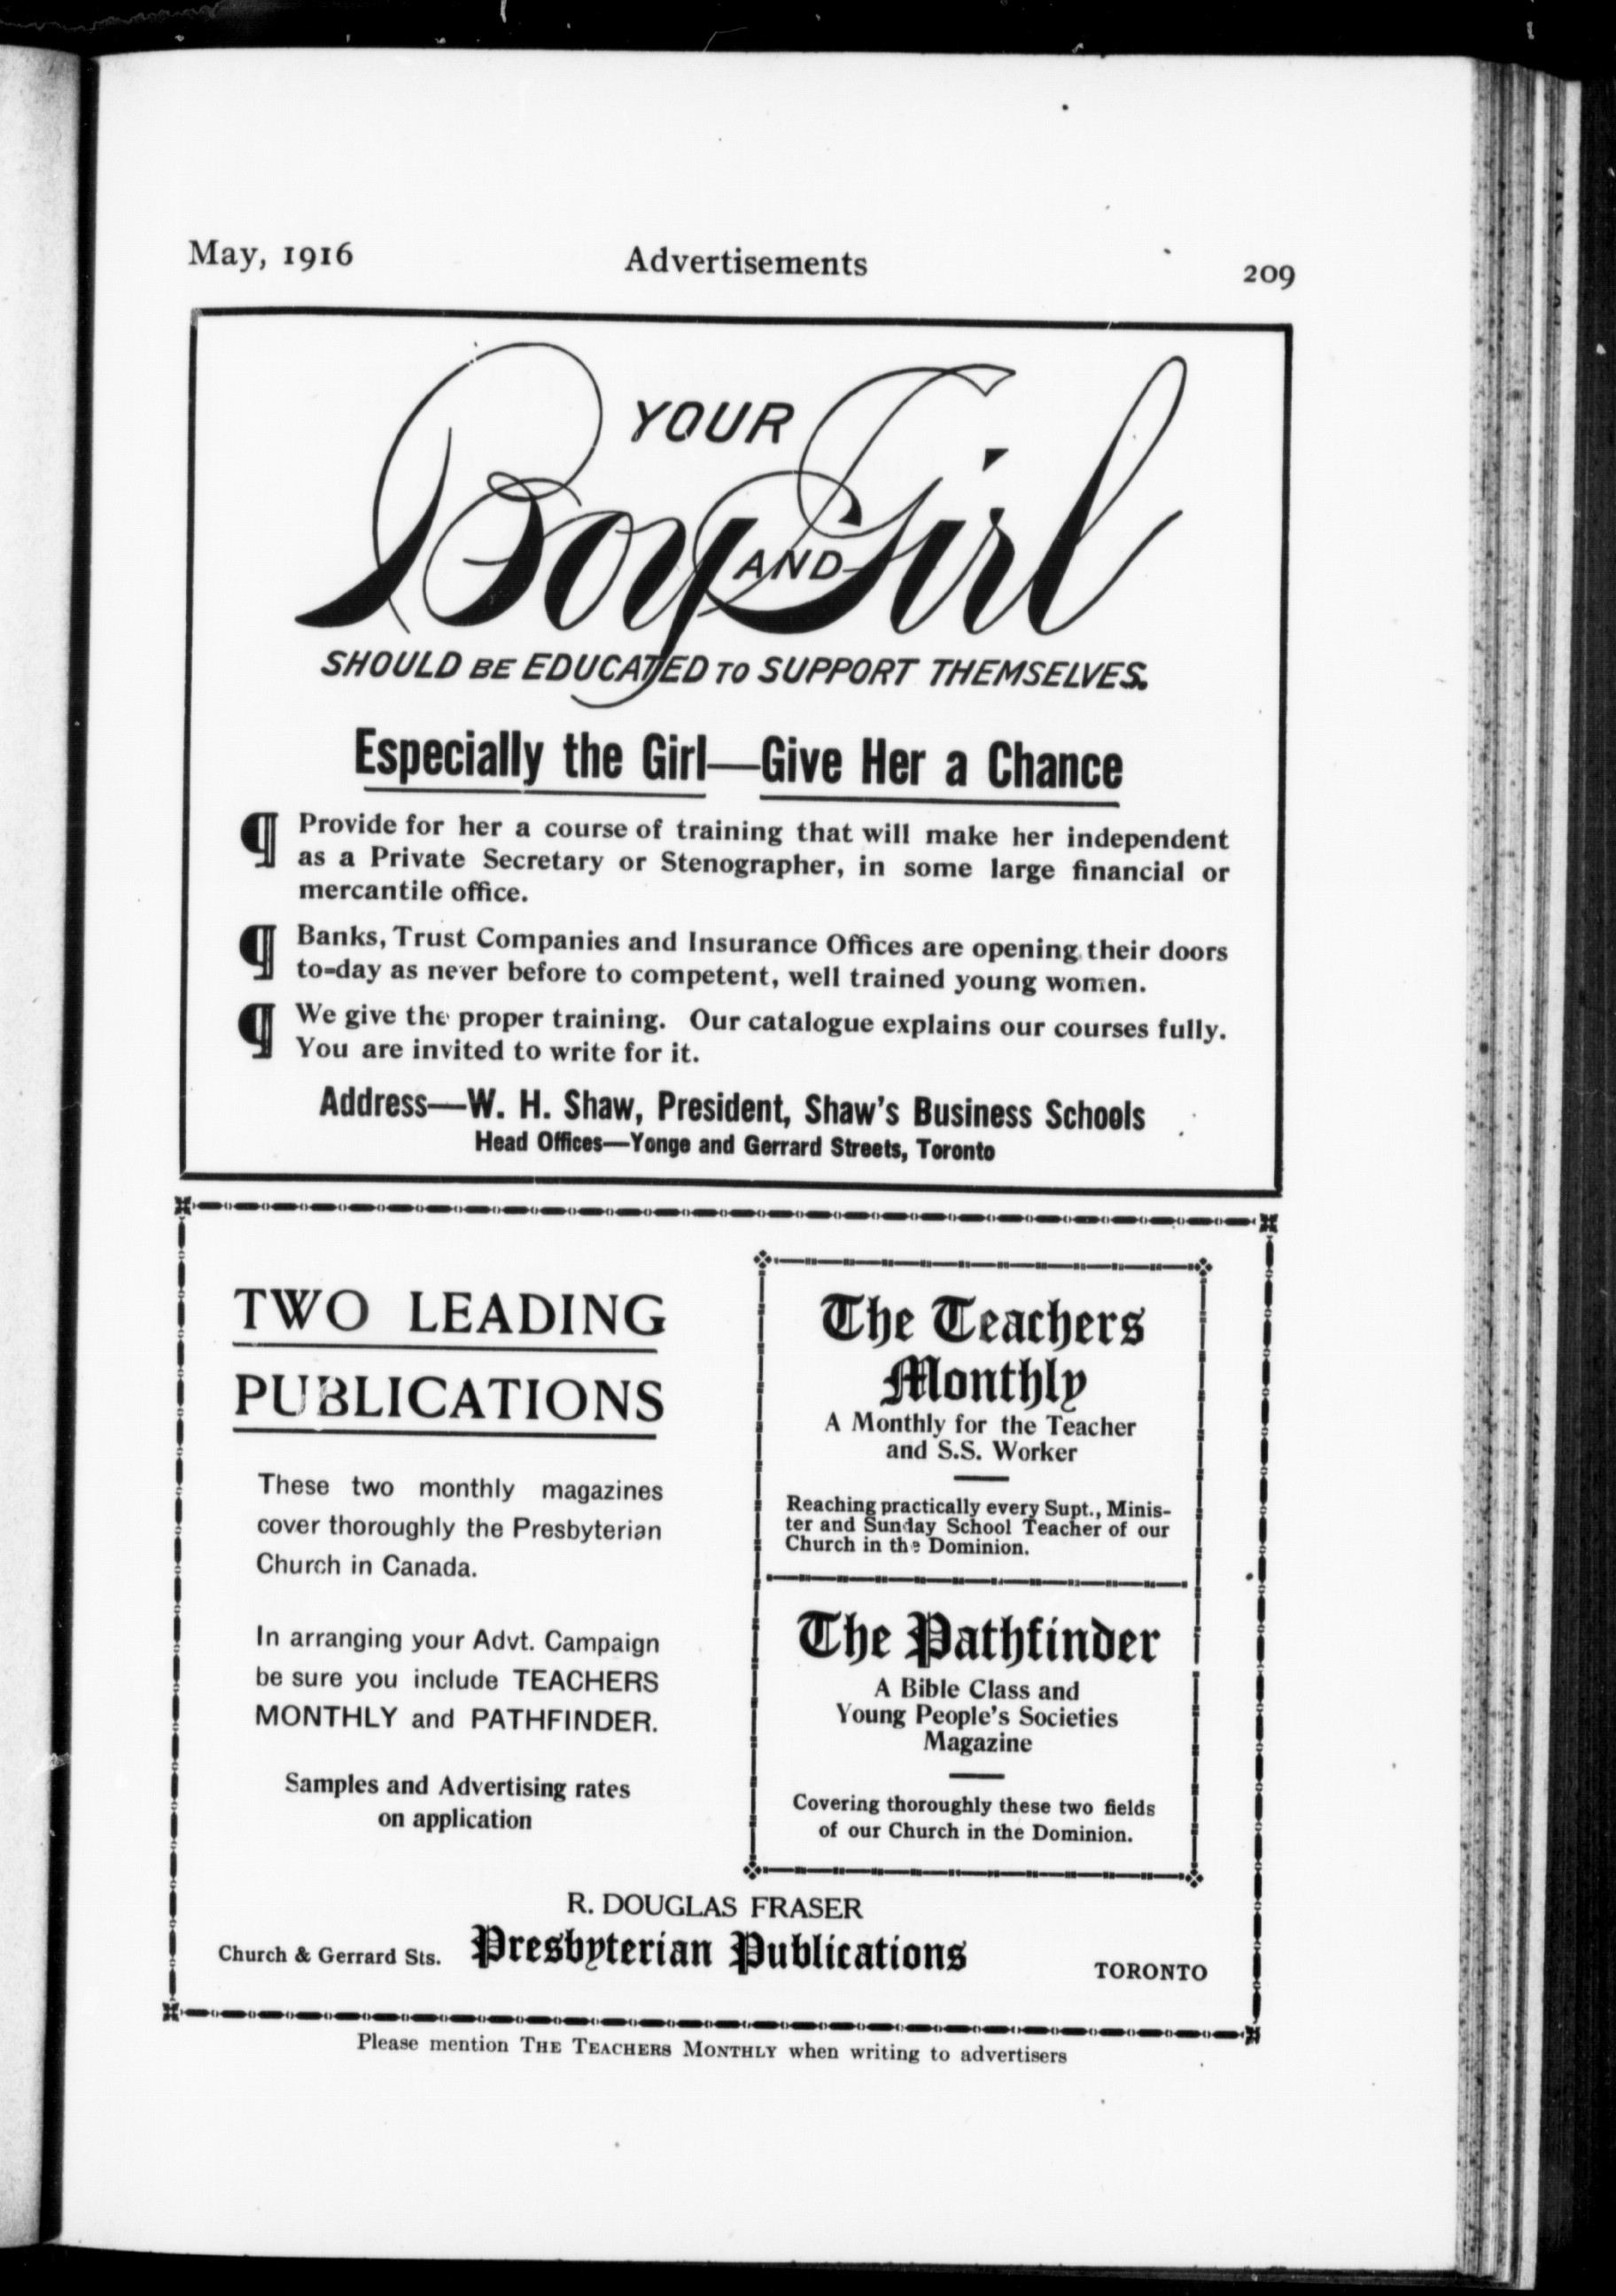 May, 1916 Advertisements 209
YOUR
Boy AND Girl
SHOULD BE EDUCATED TO SUPPORT THEMSELVES.
Especially the Girl—Give Her a Chance
¶ Provide for her a course of training that will make her independent
as a Private Secretary or Stenographer, in some large financial or
mercantile office.
¶ Banks, Trust Companies and Insurance Offices are opening their doors
to-day as never before to competent, well trained young women.
¶ We give the proper training. Our catalogue explains our courses fully.
You are invited to write for it.
Address—W. H. Shaw, President, Shaw's Business Schools
Head Offices—Yonge and Gerrard Streets, Toronto
TWO LEADING
PUBLICATIONS
These two monthly magazines
cover thoroughly the Presbyterian
Church in Canada.
In arranging your Advt. Campaign
be sure you include TEACHERS
MONTHLY and PATHFINDER.
Samples and Advertising rates
on application
The Teachers
Monthly
A Monthly for the Teacher
and S.S. Worker
Reaching practically every Supt., Minis-
ter and Sunday School Teacher of our
Church in the Dominion.
The Pathfinder
A Bible Class and
Young People's Societies
Magazine
Covering thoroughly these two fields
of our Church in the Dominion.
R. DOUGLAS FRASER
Church & Gerrard Sts. Presbyterian Publications TORONTO
Please mention THE TEACHERS MONTHLY when writing to advertisers